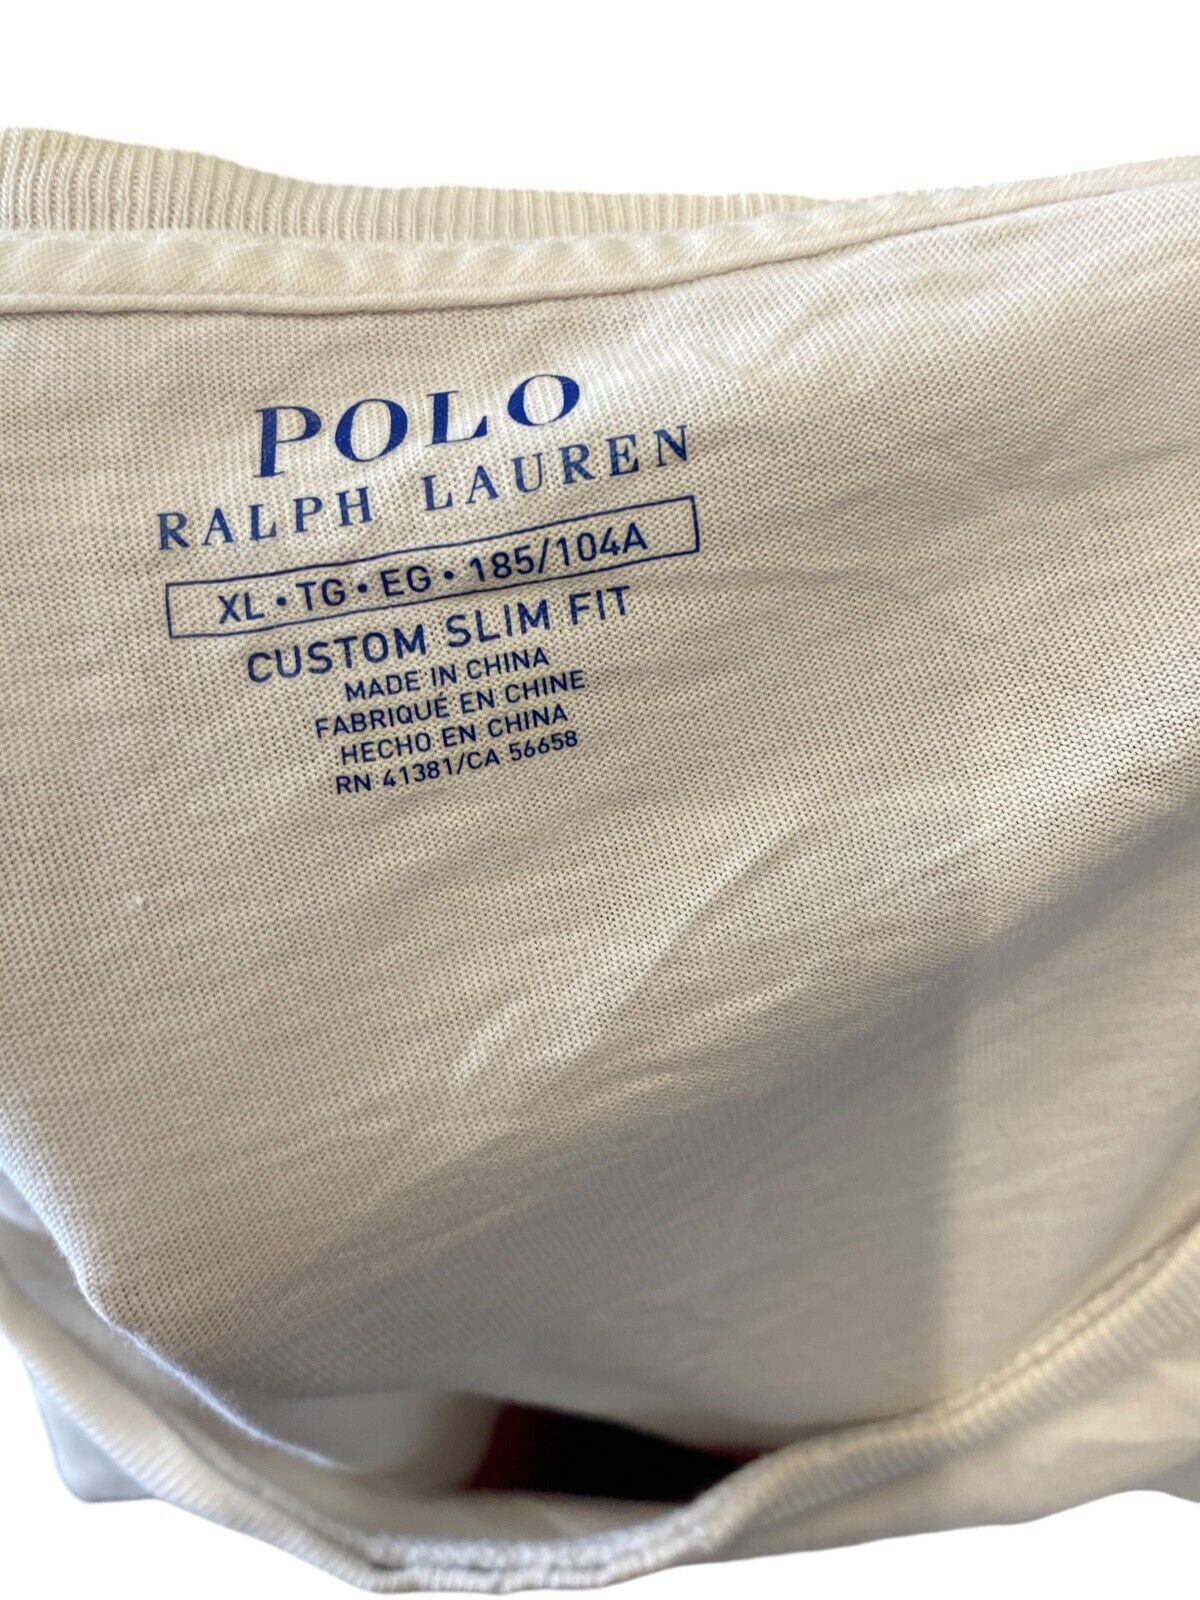 POLO
RALPH LAUREN
XL • TG • EG • 185/104A
CUSTOM SLIM FIT
MADE IN CHINA
FABRIQUÉ EN CHINE
HECHO EN CHINA
RN 41381/CA 56658